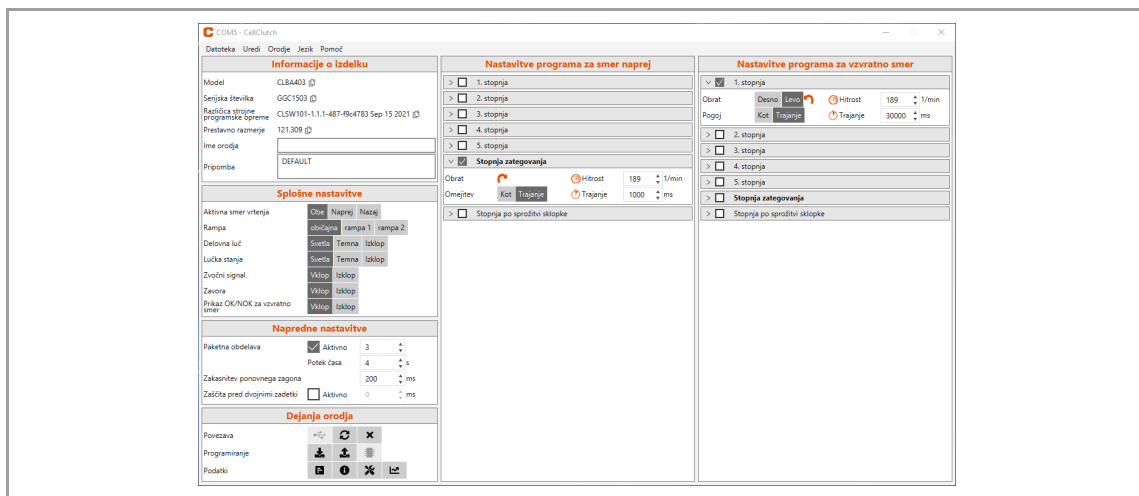 COM5 - CellClutch
Datoteka Uredi Orodje Jezik Pomoč
Informacije o izdelku
Model CLBA403
Serijska številka GGC1503
Različica strojne programske opreme CLSW101-1.1.1-487-f9c4783 Sep 15 2021
Prestavno razmerje 121.309
Ime orodja
Pripomba DEFAULT
Splošne nastavitve
Aktivna smer vrtenja Obe Naprej Nazaj
Rampa običajna rampa 1 rampa 2
Delovna luč Svetla Temna Izklop
Lučka stanja Svetla Temna Izklop
Zvočni signal Vklop Izklop
Zavora Vklop Izklop
Prikaz OK/NOK za vzvratno smer Vklop Izklop
Napredne nastavitve
Paketna obdelava Aktivno 3
Potek časa 4 s
Zakasnitev ponovnega zagona 200 ms
Zaščita pred dvojnimi zadetki Aktivno 0 ms
Dejanja orodja
Povezava
Programiranje
Podatki
Nastavitve programa za smer naprej
1. stopnja
2. stopnja
3. stopnja
4. stopnja
5. stopnja
Stopnja zategovanja
Obrat Hitrost 189 1/min
Omejitev Kot Trajanje Trajanje 1000 ms
Stopnja po sprožitvi sklopke
Nastavitve programa za vzvratno smer
1. stopnja
Obrat Desno Levo Hitrost 189 1/min
Pogoj Kot Trajanje Trajanje 30000 ms
2. stopnja
3. stopnja
4. stopnja
5. stopnja
Stopnja zategovanja
Stopnja po sprožitvi sklopke